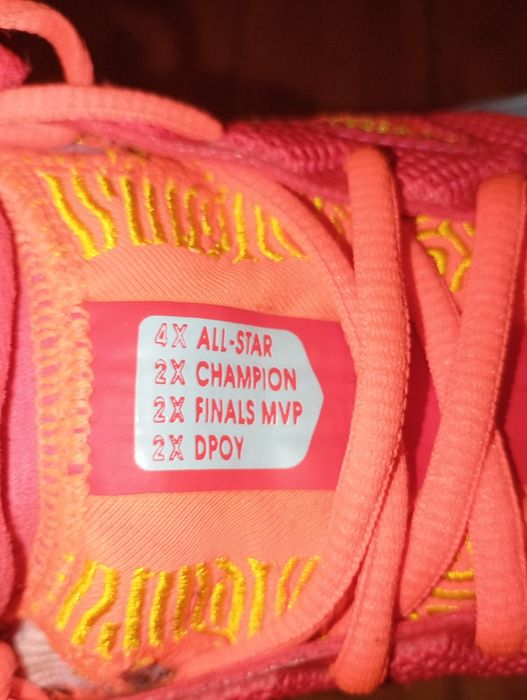 4X ALL-STAR
2X CHAMPION
2X FINALS MVP
2X DPOY